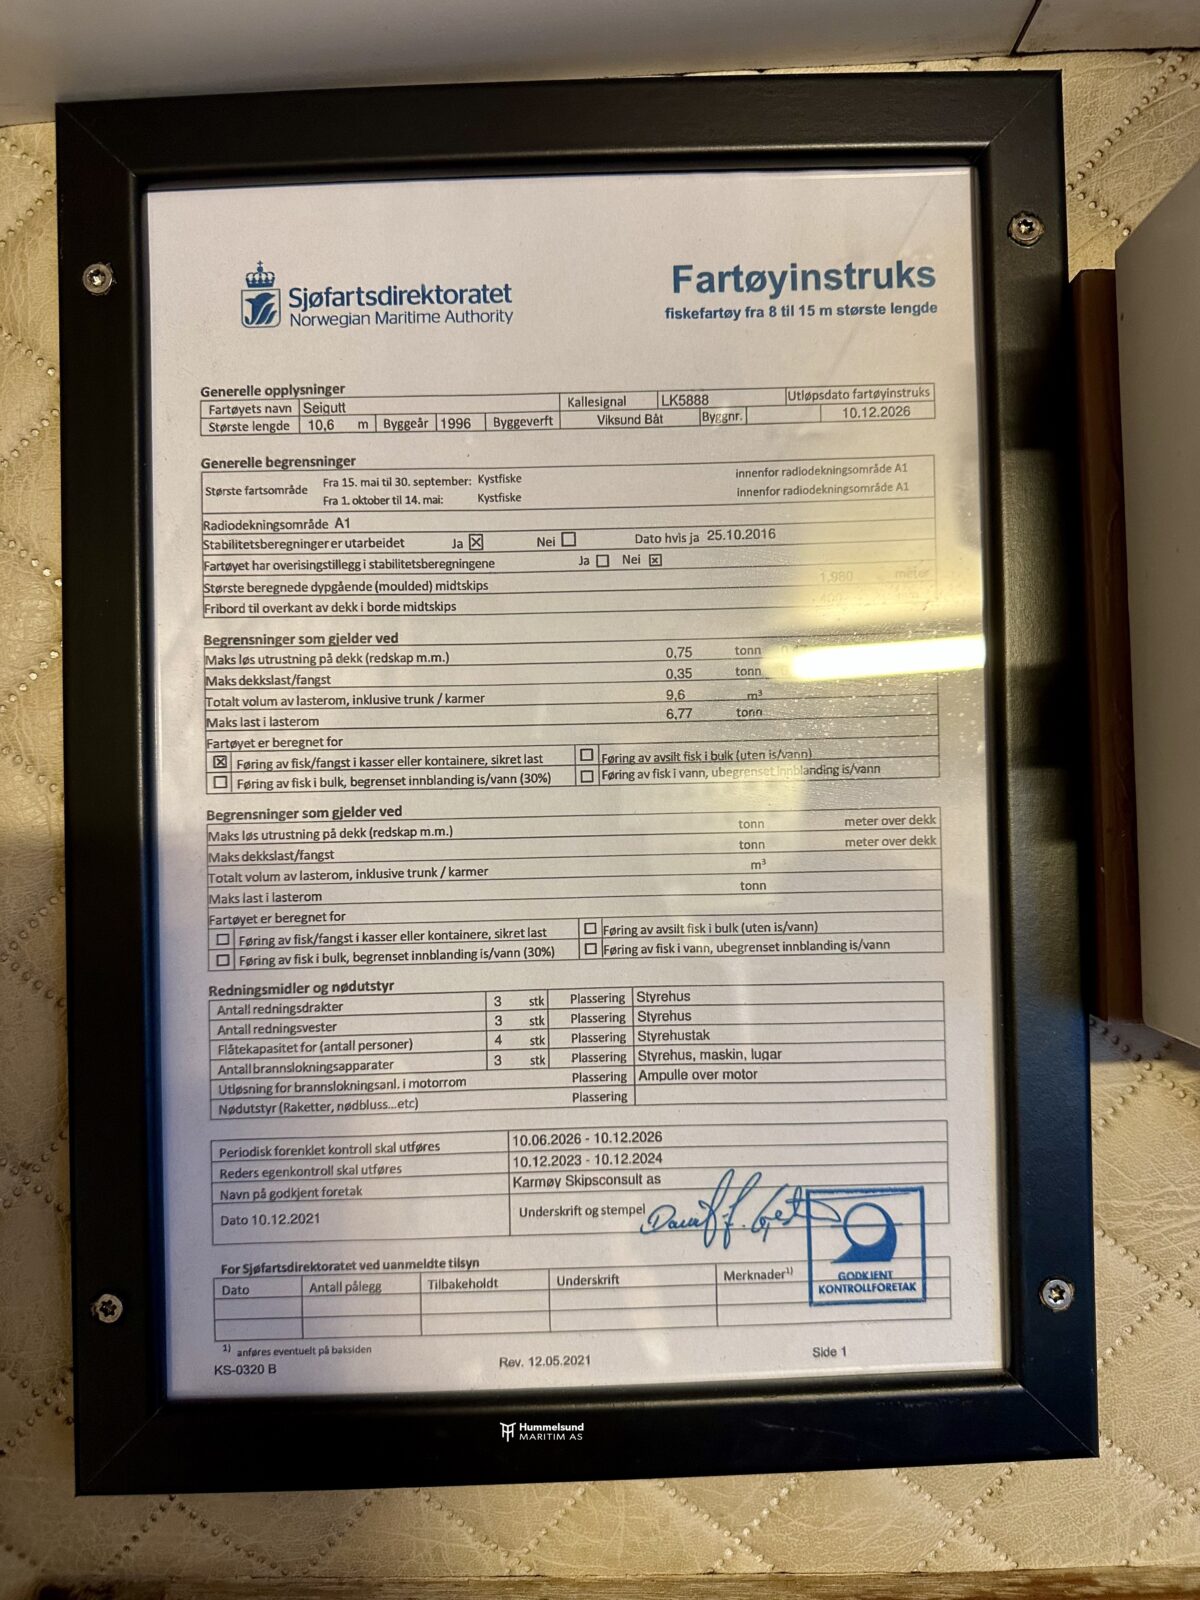 Sjøfartsdirektoratet
Norwegian Maritime Authority
Fartøyinstruks
fiskefartøy fra 8 til 15 m største lengde
Generelle opplysninger
Fartøyets navn Seigutt Kallesignal LK5888 Utløpsdato fartøyinstruks
Største lengde 10,6 m Byggeår 1996 Byggeverft Viksund Båt Byggnr. 10.12.2026
Generelle begrensninger
Største fartsområde Fra 15. mai til 30. september: Kystfiske innenfor radiodekningsområde A1
Fra 1. oktober til 14. mai: Kystfiske innenfor radiodekningsområde A1
Radiodekningsområde A1
Stabilitetsberegninger er utarbeidet Ja ☒ Nei ☐ Dato hvis ja 25.10.2016
Fartøyet har overisingstillegg i stabilitetsberegningene Ja ☐ Nei ☒
Største beregnede dypgående (moulded) midtskips 1,980 meter
Fribord til overkant av dekk i borde midtskips
Begrensninger som gjelder ved
Maks løs utrustning på dekk (redskap m.m.) 0,75 tonn
Maks dekkslast/fangst 0,35 tonn
Totalt volum av lasterom, inklusive trunk / karmer 9,6 m³
Maks last i lasterom 6,77 tonn
Fartøyet er beregnet for
☒ Føring av fisk/fangst i kasser eller kontainere, sikret last ☐ Føring av avsilt fisk i bulk (uten is/vann)
☐ Føring av fisk i bulk, begrenset innblanding is/vann (30%) ☐ Føring av fisk i vann, ubegrenset innblanding is/vann
Begrensninger som gjelder ved
Maks løs utrustning på dekk (redskap m.m.) tonn meter over dekk
Maks dekkslast/fangst tonn meter over dekk
Totalt volum av lasterom, inklusive trunk / karmer m³
Maks last i lasterom tonn
Fartøyet er beregnet for
☐ Føring av fisk/fangst i kasser eller kontainere, sikret last ☐ Føring av avsilt fisk i bulk (uten is/vann)
☐ Føring av fisk i bulk, begrenset innblanding is/vann (30%) ☐ Føring av fisk i vann, ubegrenset innblanding is/vann
Redningsmidler og nødutstyr
Antall redningsdrakter 3 stk Plassering Styrehus
Antall redningsvester 3 stk Plassering Styrehus
Flåtekapasitet for (antall personer) 4 stk Plassering Styrehustak
Antall brannslokningsapparater 3 stk Plassering Styrehus, maskin, lugar
Utløsning for brannslokningsanl. i motorrom Plassering Ampulle over motor
Nødutstyr (Raketter, nødbluss...etc) Plassering
Periodisk forenklet kontroll skal utføres 10.06.2026 - 10.12.2026
Reders egenkontroll skal utføres 10.12.2023 - 10.12.2024
Navn på godkjent foretak Karmøy Skipsconsult as
Dato 10.12.2021 Underskrift og stempel
GODKJENT
KONTROLLFORETAK
For Sjøfartsdirektoratet ved uanmeldte tilsyn
Dato Antall pålegg Tilbakeholdt Underskrift Merknader¹⁾
1) anføres eventuelt på baksiden
KS-0320 B Rev. 12.05.2021 Side 1
Hummelsund
MARITIM AS